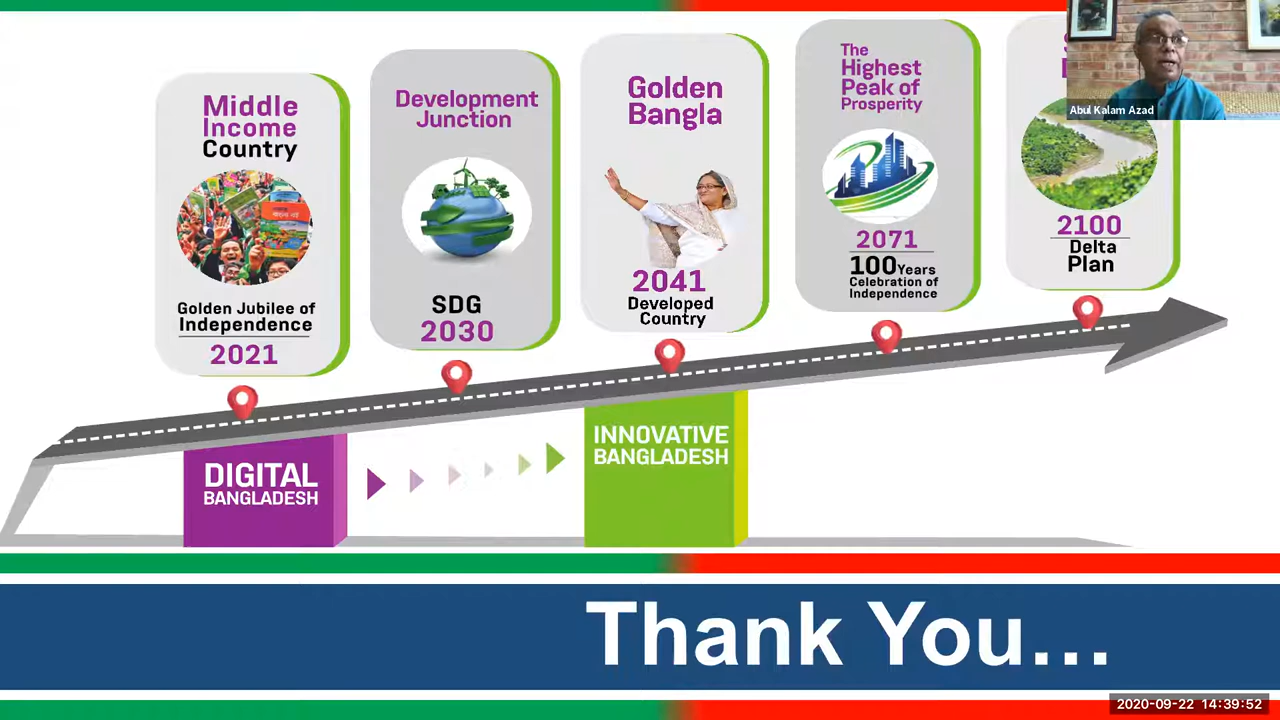 Middle
Income
Country
Golden Jubilee of
Independence
2021
Development
Junction
SDG
2030
Golden
Bangla
2041
Developed
Country
The
Highest
Peak of
Prosperity
2071
100Years
Celebration of
Independence
2100
Delta
Plan
Abul Kalam Azad
DIGITAL
BANGLADESH
INNOVATIVE
BANGLADESH
Thank You...
2020-09-22 14:39:52